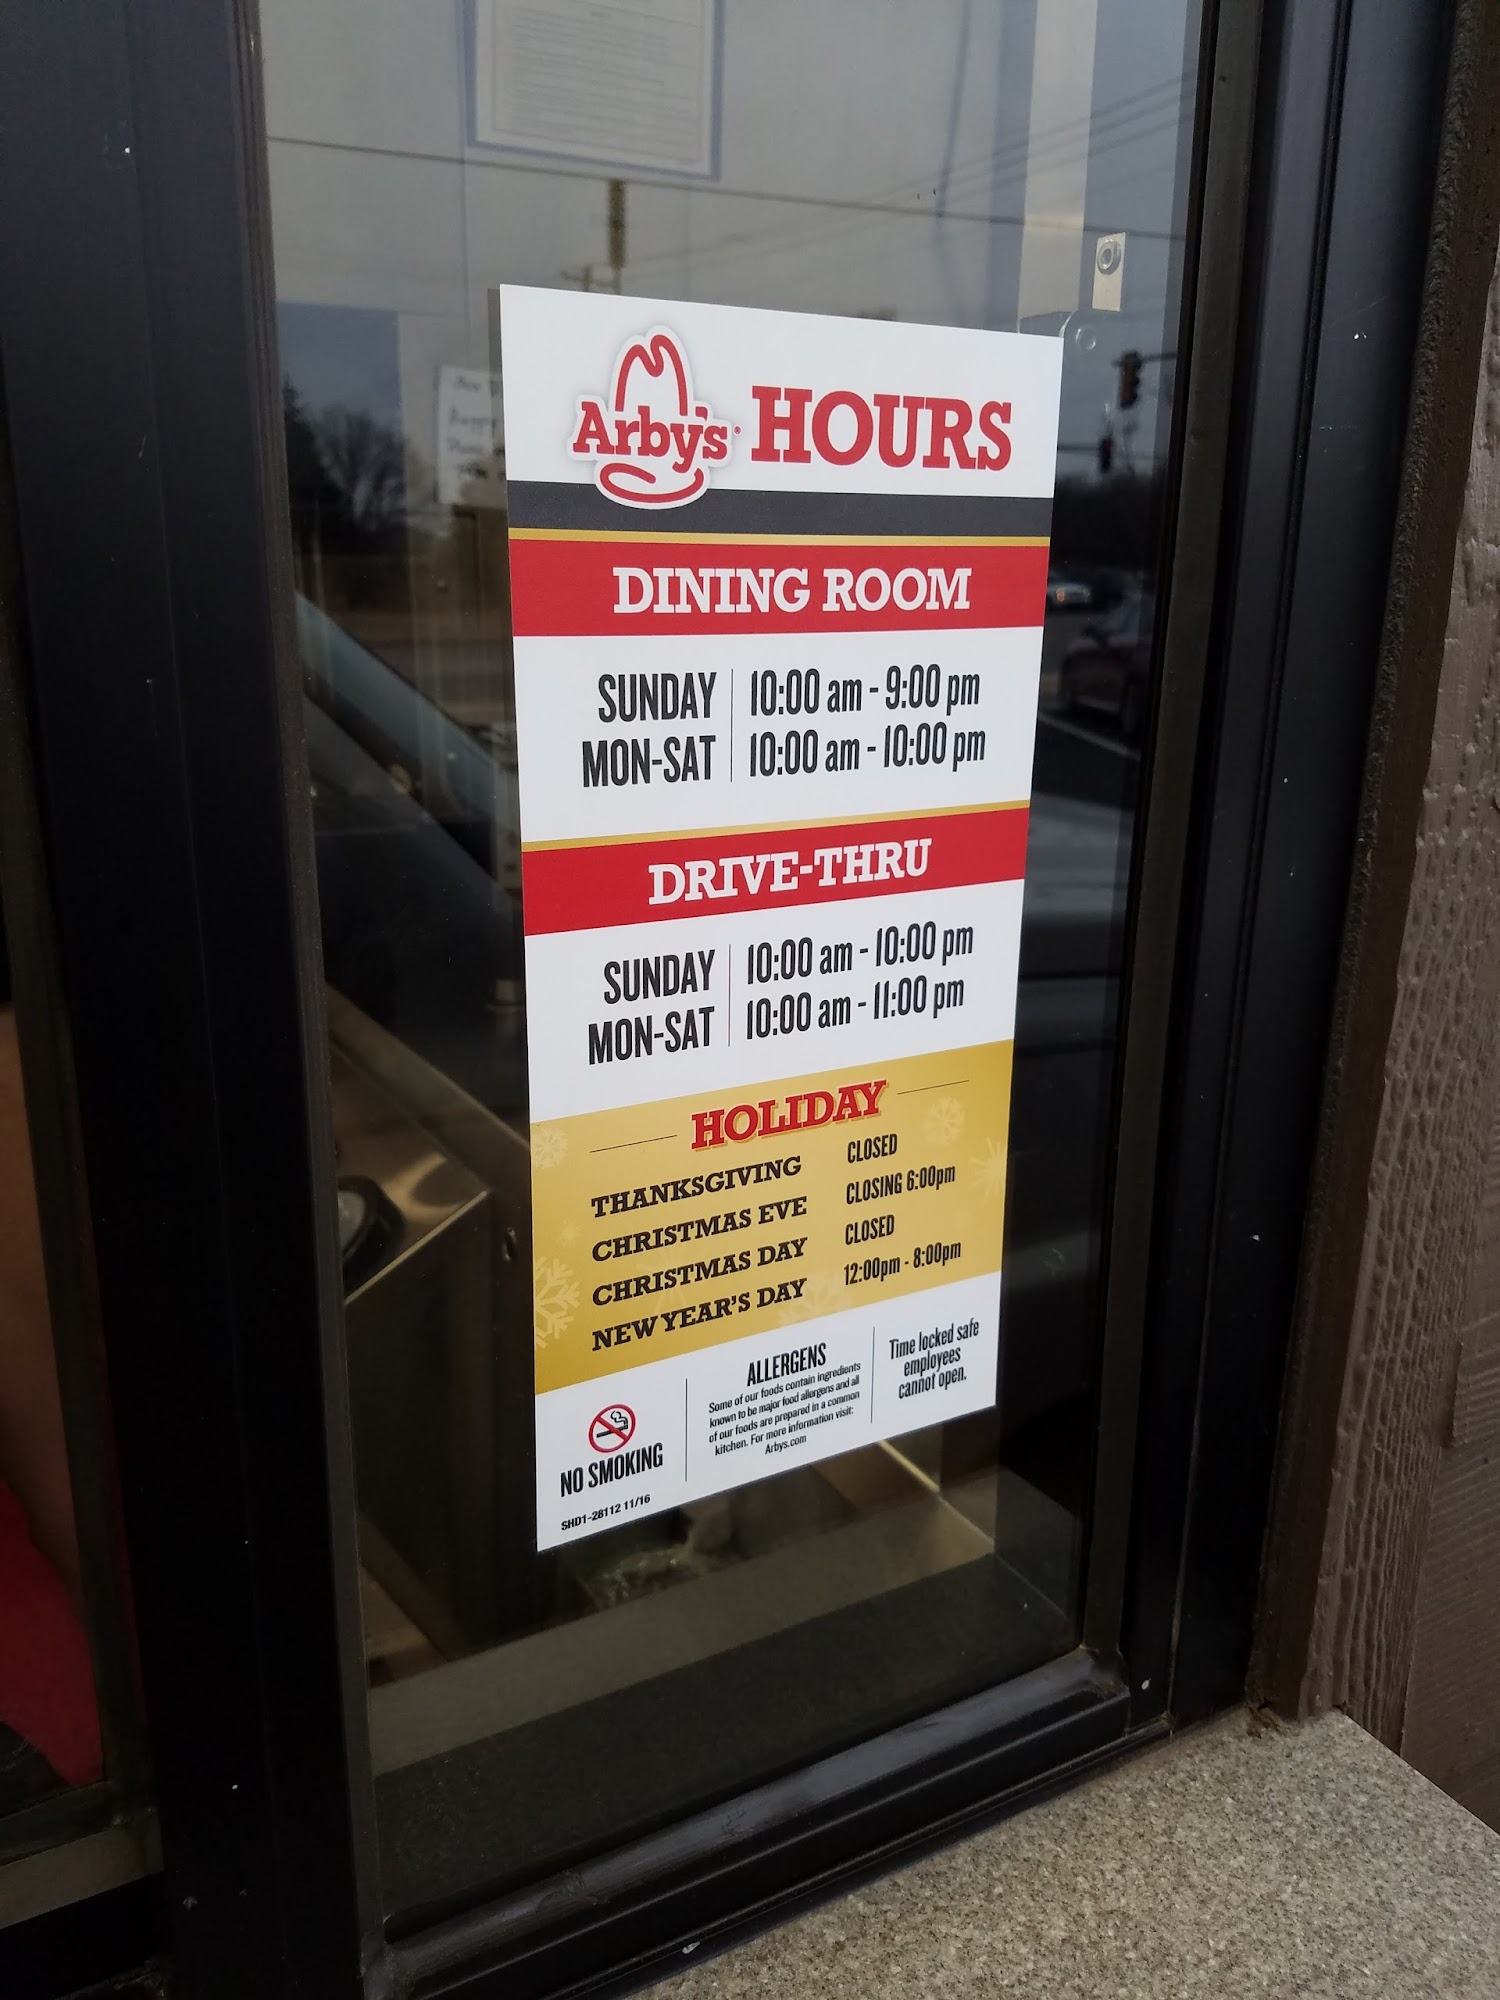 Arby's® HOURS
DINING ROOM
SUNDAY 10:00 am - 9:00 pm
MON-SAT 10:00 am - 10:00 pm
DRIVE-THRU
SUNDAY 10:00 am - 10:00 pm
MON-SAT 10:00 am - 11:00 pm
HOLIDAY
THANKSGIVING CLOSED
CHRISTMAS EVE CLOSING 6:00pm
CHRISTMAS DAY CLOSED
NEW YEAR'S DAY 12:00pm - 8:00pm
NO SMOKING
SHD1-28112 11/16
ALLERGENS
Some of our foods contain ingredients
known to be major food allergens and all
of our foods are prepared in a common
kitchen. For more information visit:
Arbys.com
Time locked safe
employees
cannot open.